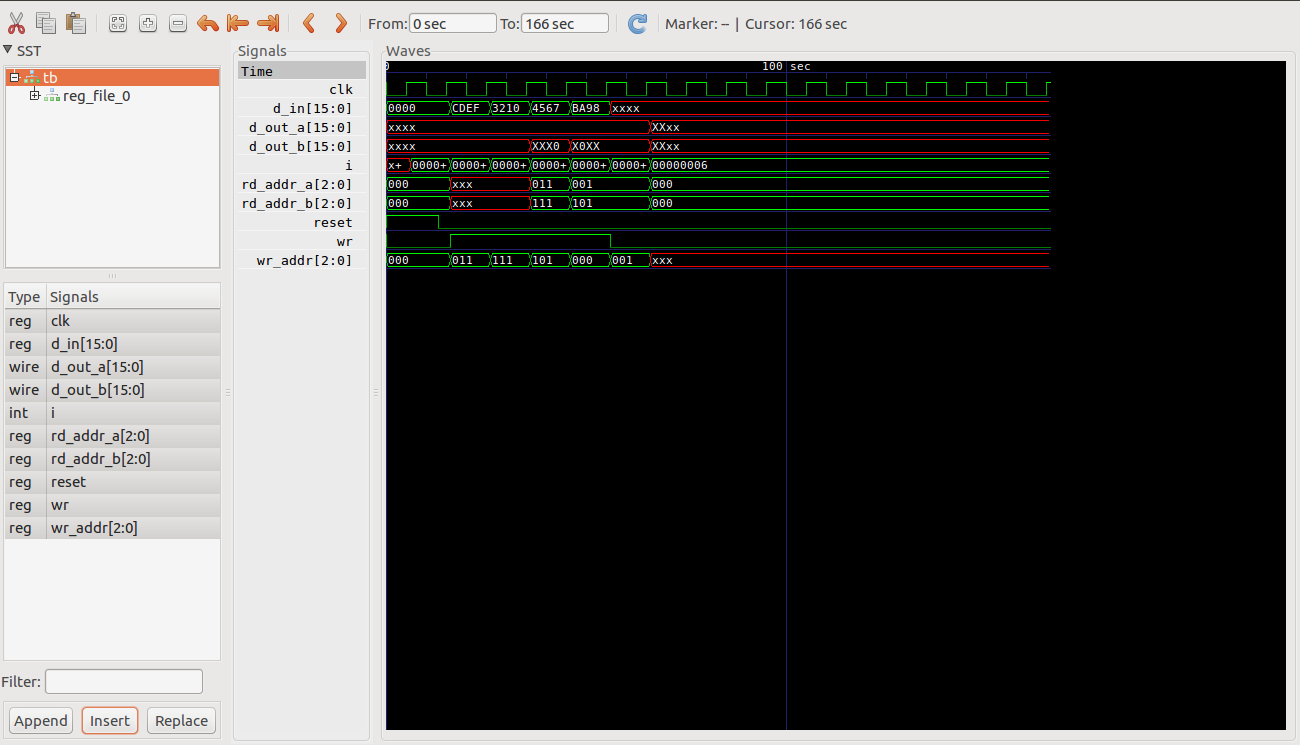 From: 0 sec To: 166 sec Marker: -- | Cursor: 166 sec
SST
tb
reg_file_0
Type Signals
reg clk
reg d_in[15:0]
wire d_out_a[15:0]
wire d_out_b[15:0]
int i
reg rd_addr_a[2:0]
reg rd_addr_b[2:0]
reg reset
reg wr
reg wr_addr[2:0]
Filter:
Append Insert Replace
Signals
Time
clk
d_in[15:0]
d_out_a[15:0]
d_out_b[15:0]
i
rd_addr_a[2:0]
rd_addr_b[2:0]
reset
wr
wr_addr[2:0]
Waves
0 100 sec
0000 CDEF 3210 4567 BA98 xxxx
xxxx XXxx
xxxx XXX0 X0XX XXxx
x+ 0000+ 0000+ 0000+ 0000+ 0000+ 0000+ 00000006
000 xxx 011 001 000
000 xxx 111 101 000
000 011 111 101 000 001 xxx